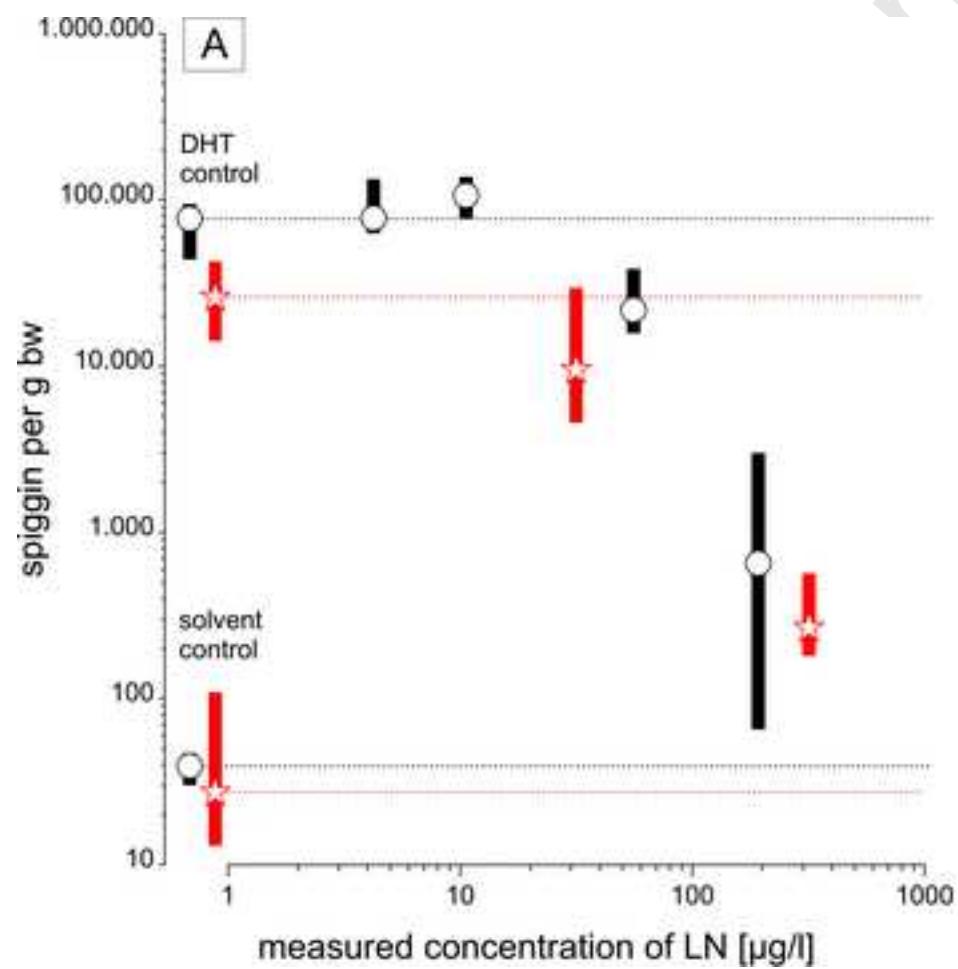 1.000.000
A
DHT
control
100.000
10.000
spiggin per g bw
1.000
solvent
control
100
10
1 10 100 1000
measured concentration of LN [µg/l]